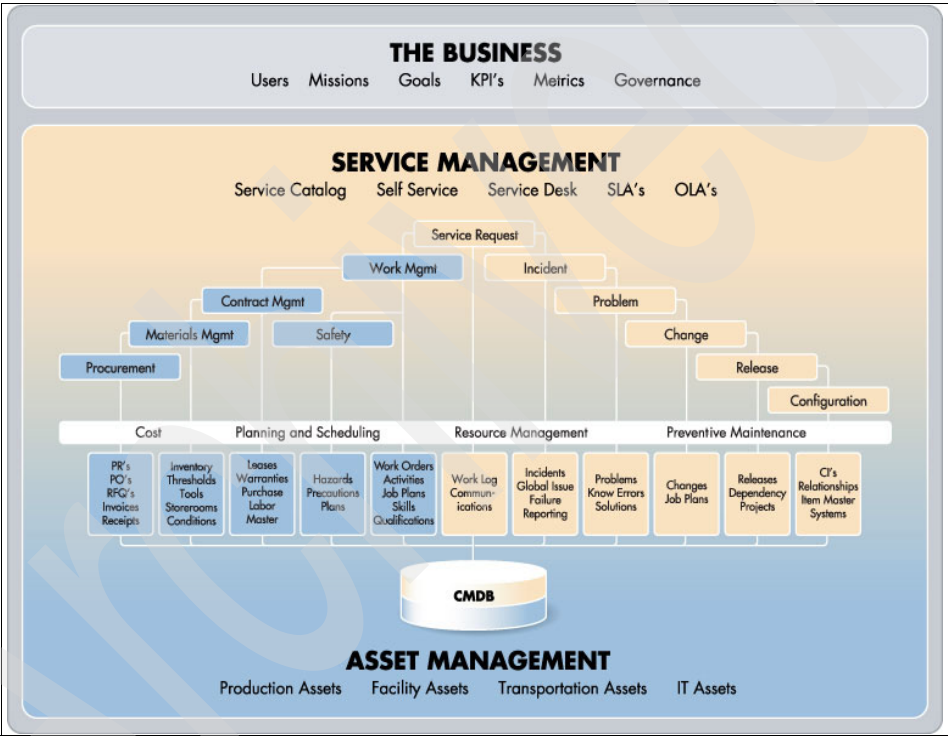 THE BUSINESS
Users Missions Goals KPI's Metrics Governance
SERVICE MANAGEMENT
Service Catalog Self Service Service Desk SLA's OLA's
Service Request
Work Mgmt Incident
Contract Mgmt Problem
Materials Mgmt Safety Change
Procurement Release
Configuration
Cost Planning and Scheduling Resource Management Preventive Maintenance
PR's
PO's
RFQ's
Invoices
Receipts
Inventory
Thresholds
Tools
Storerooms
Conditions
Leases
Warranties
Purchase
Labor
Master
Hazards
Precautions
Plans
Work Orders
Activities
Job Plans
Skills
Qualifications
Work Log
Commun-
ications
Incidents
Global Issue
Failure
Reporting
Problems
Know Errors
Solutions
Changes
Job Plans
Releases
Dependency
Projects
CI's
Relationships
Item Master
Systems
CMDB
ASSET MANAGEMENT
Production Assets Facility Assets Transportation Assets IT Assets